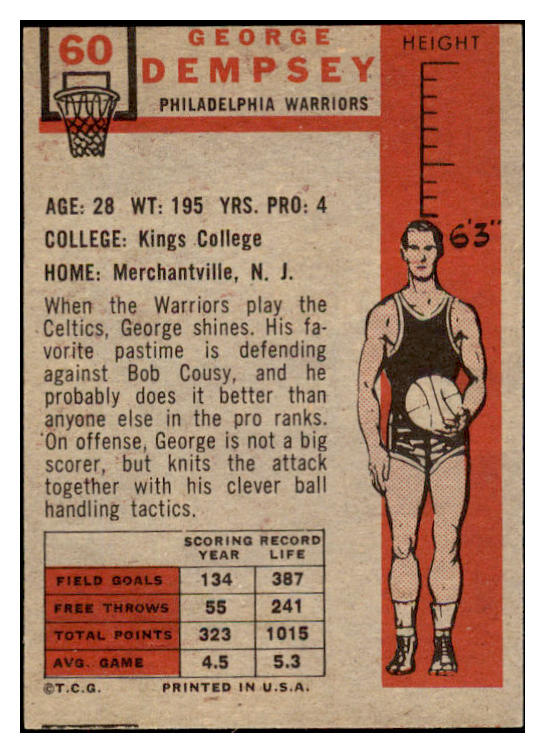 60
GEORGE
DEMPSEY
PHILADELPHIA WARRIORS
HEIGHT
6'3"
AGE: 28 WT: 195 YRS. PRO: 4
COLLEGE: Kings College
HOME: Merchantville, N. J.
When the Warriors play the
Celtics, George shines. His fa-
vorite pastime is defending
against Bob Cousy, and he
probably does it better than
anyone else in the pro ranks.
On offense, George is not a big
scorer, but knits the attack
together with his clever ball
handling tactics.
SCORING RECORD
YEAR LIFE
FIELD GOALS 134 387
FREE THROWS 55 241
TOTAL POINTS 323 1015
AVG. GAME 4.5 5.3
©T.C.G. PRINTED IN U.S.A.